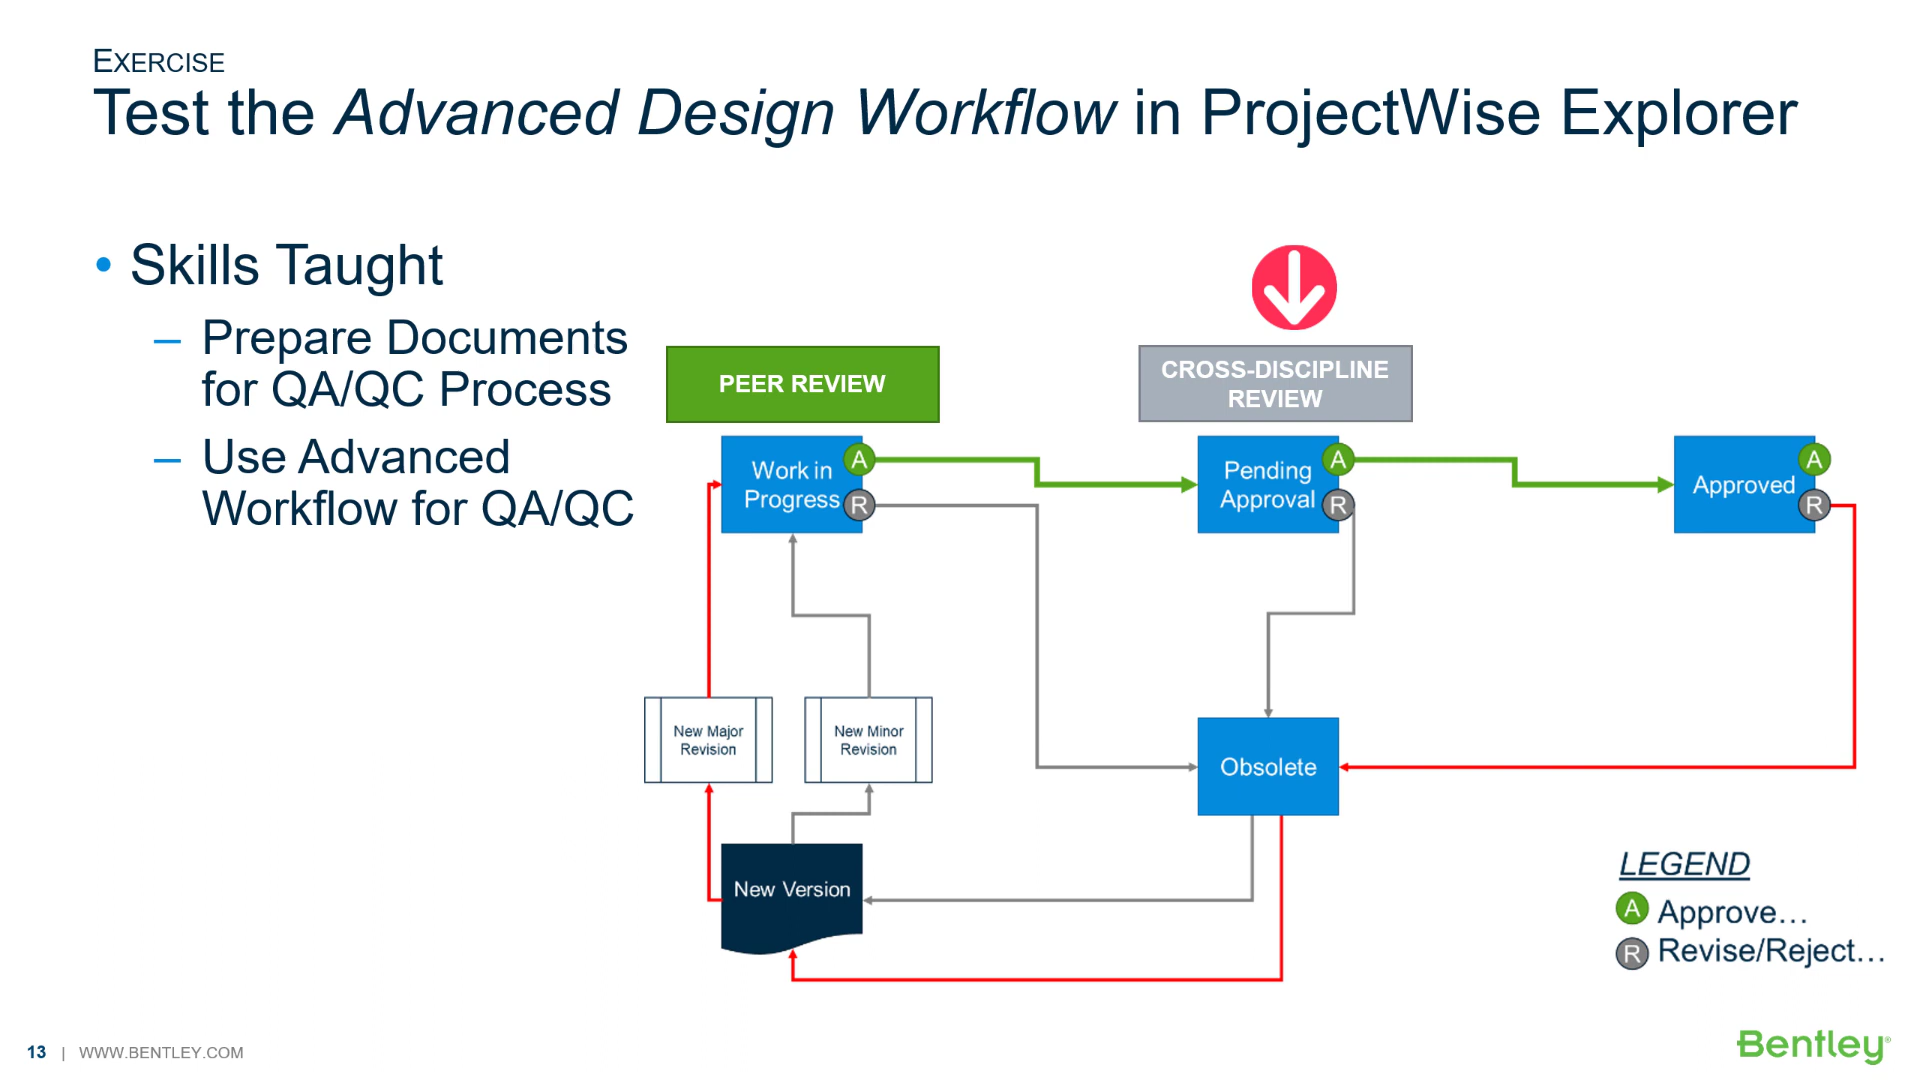 EXERCISE
Test the Advanced Design Workflow in ProjectWise Explorer
• Skills Taught
– Prepare Documents
for QA/QC Process
– Use Advanced
Workflow for QA/QC
PEER REVIEW
CROSS-DISCIPLINE
REVIEW
Work in
Progress
A
R
Pending
Approval
A
R
Approved
A
R
New Major
Revision
New Minor
Revision
Obsolete
New Version
LEGEND
A Approve…
R Revise/Reject…
13 | WWW.BENTLEY.COM
Bentley®